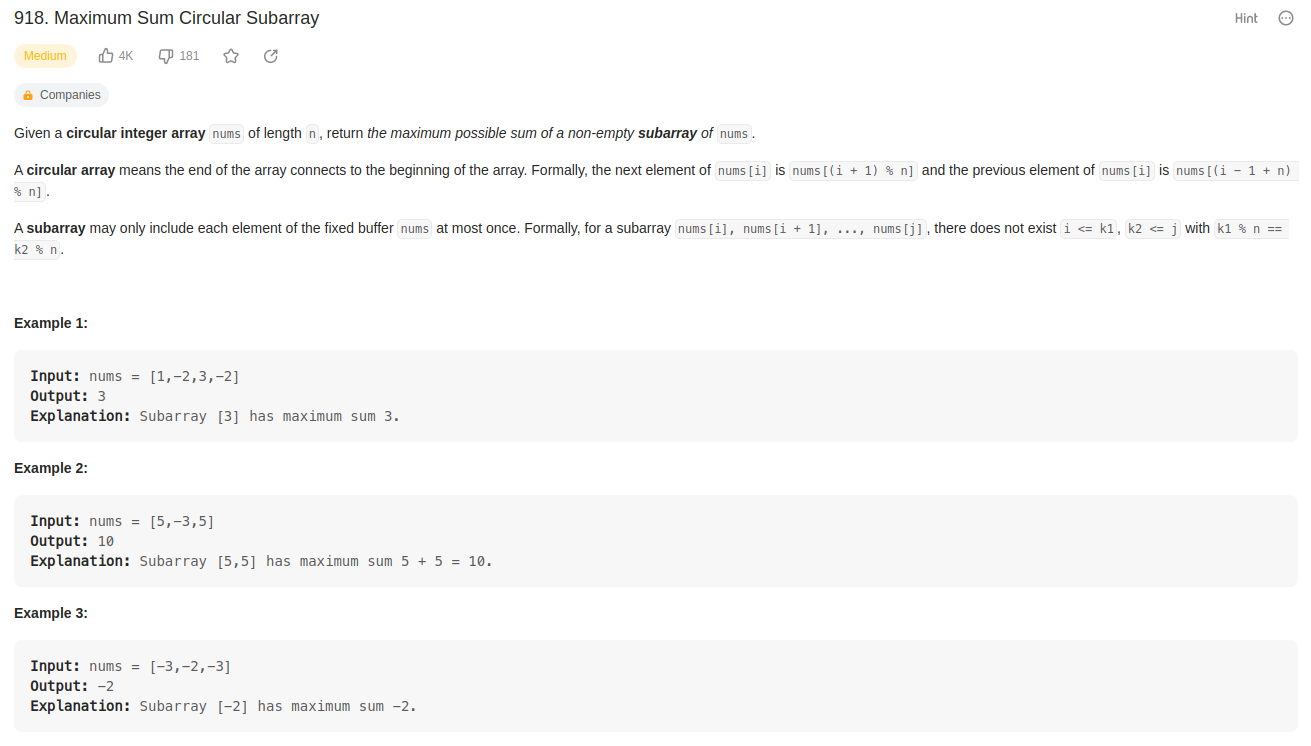 918. Maximum Sum Circular Subarray
Hint
Medium 4K 181
Companies
Given a circular integer array nums of length n, return the maximum possible sum of a non-empty subarray of nums.
A circular array means the end of the array connects to the beginning of the array. Formally, the next element of nums[i] is nums[(i + 1) % n] and the previous element of nums[i] is nums[(i − 1 + n)
% n].
A subarray may only include each element of the fixed buffer nums at most once. Formally, for a subarray nums[i], nums[i + 1], ..., nums[j], there does not exist i <= k1, k2 <= j with k1 % n ==
k2 % n.
Example 1:
Input: nums = [1,−2,3,−2]
Output: 3
Explanation: Subarray [3] has maximum sum 3.
Example 2:
Input: nums = [5,−3,5]
Output: 10
Explanation: Subarray [5,5] has maximum sum 5 + 5 = 10.
Example 3:
Input: nums = [−3,−2,−3]
Output: −2
Explanation: Subarray [−2] has maximum sum −2.